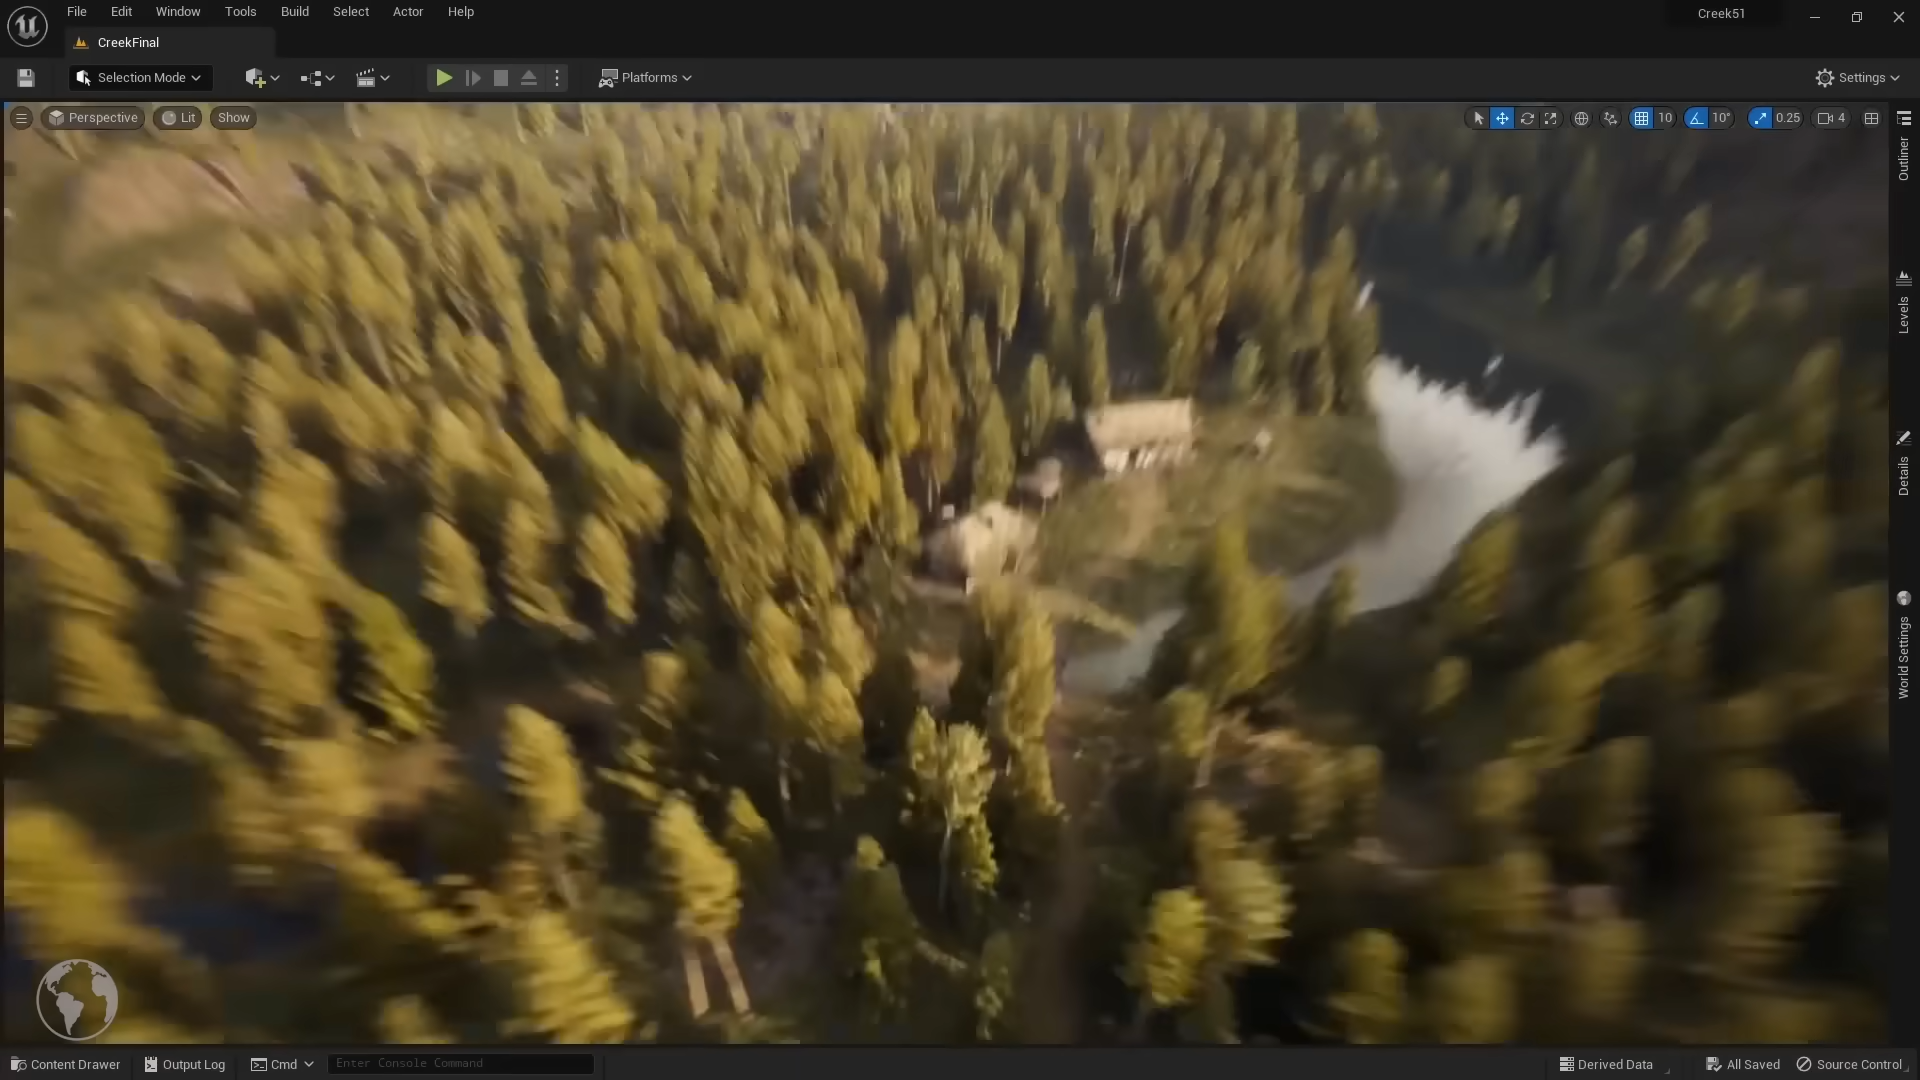 File Edit Window Tools Build Select Actor Help
Creek51
CreekFinal
Selection Mode
Platforms
Settings
Perspective Lit Show
10 10° 0.25 4
Outliner
Levels
Details
World Settings
Content Drawer Output Log Cmd Enter Console Command
Derived Data All Saved Source Control